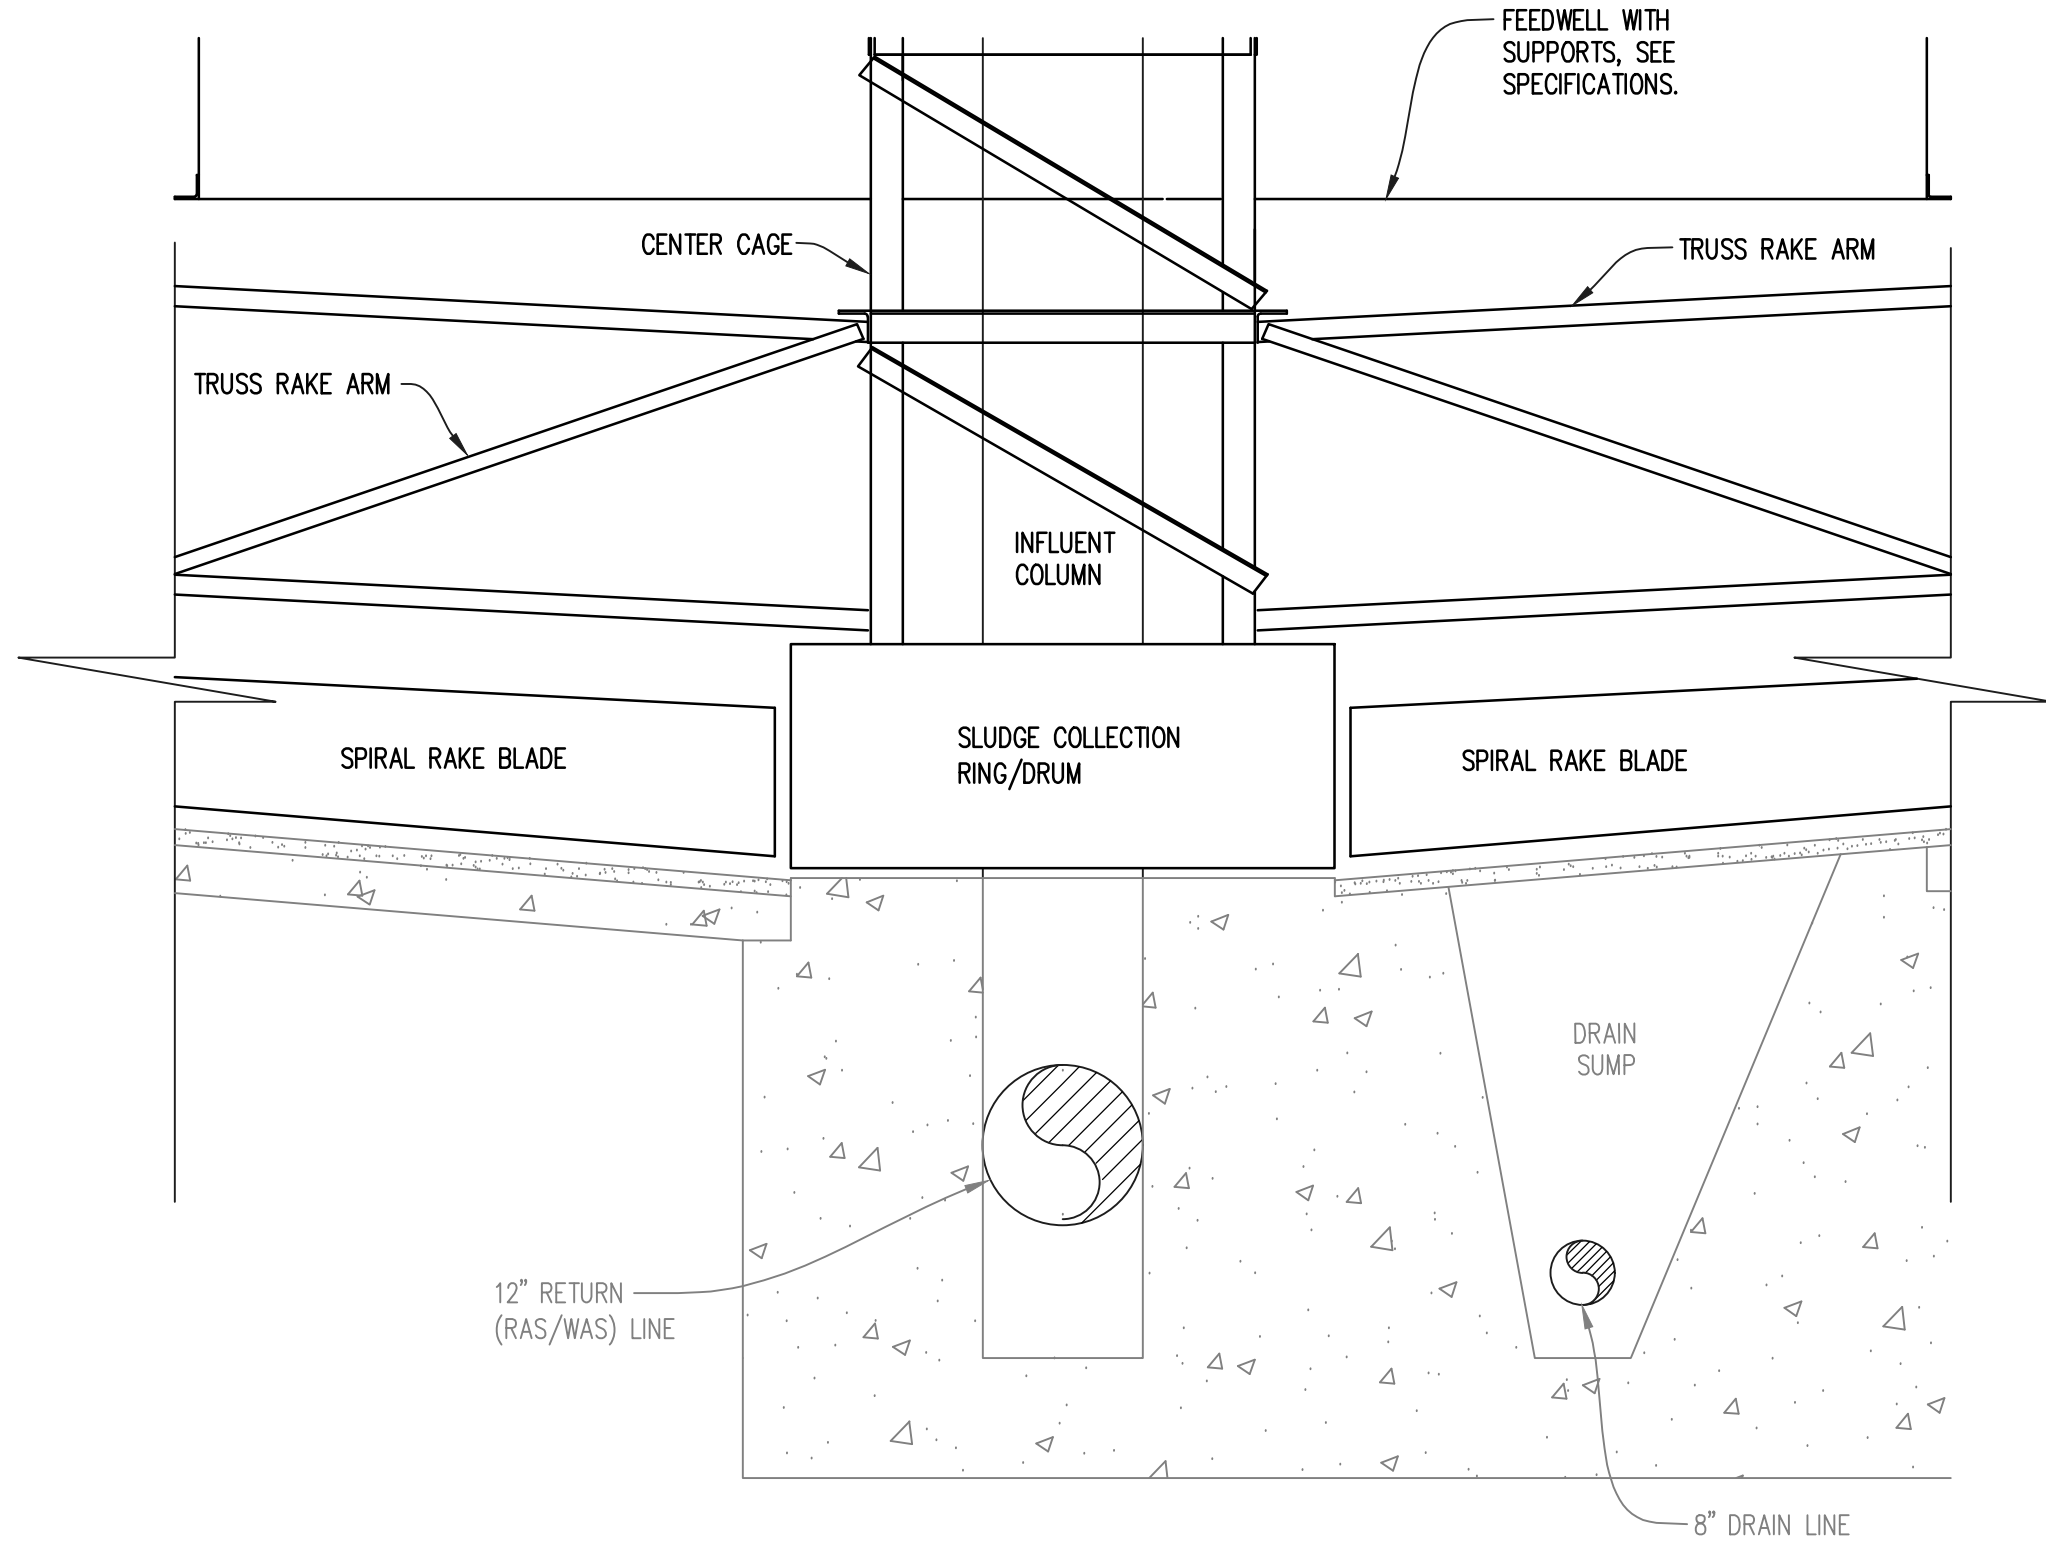 FEEDWELL WITH
SUPPORTS, SEE
SPECIFICATIONS.
CENTER CAGE
TRUSS RAKE ARM
TRUSS RAKE ARM
INFLUENT
COLUMN
SLUDGE COLLECTION
RING/DRUM
SPIRAL RAKE BLADE
SPIRAL RAKE BLADE
DRAIN
SUMP
12” RETURN
(RAS/WAS) LINE
8” DRAIN LINE